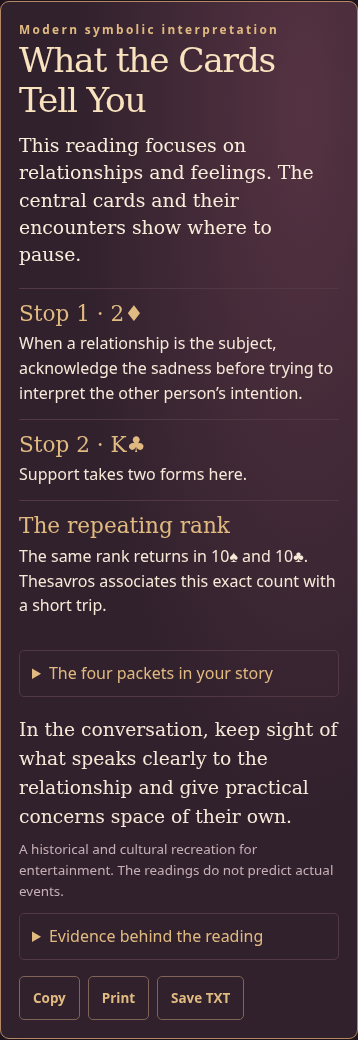 Modern symbolic interpretation
What the Cards
Tell You
This reading focuses on
relationships and feelings. The
central cards and their
encounters show where to
pause.
Stop 1 · 2♦
When a relationship is the subject,
acknowledge the sadness before trying to
interpret the other person’s intention.
Stop 2 · K♣
Support takes two forms here.
The repeating rank
The same rank returns in 10♠ and 10♣.
Thesavros associates this exact count with
a short trip.
▶ The four packets in your story
In the conversation, keep sight of
what speaks clearly to the
relationship and give practical
concerns space of their own.
A historical and cultural recreation for
entertainment. The readings do not predict actual
events.
▶ Evidence behind the reading
Copy Print Save TXT